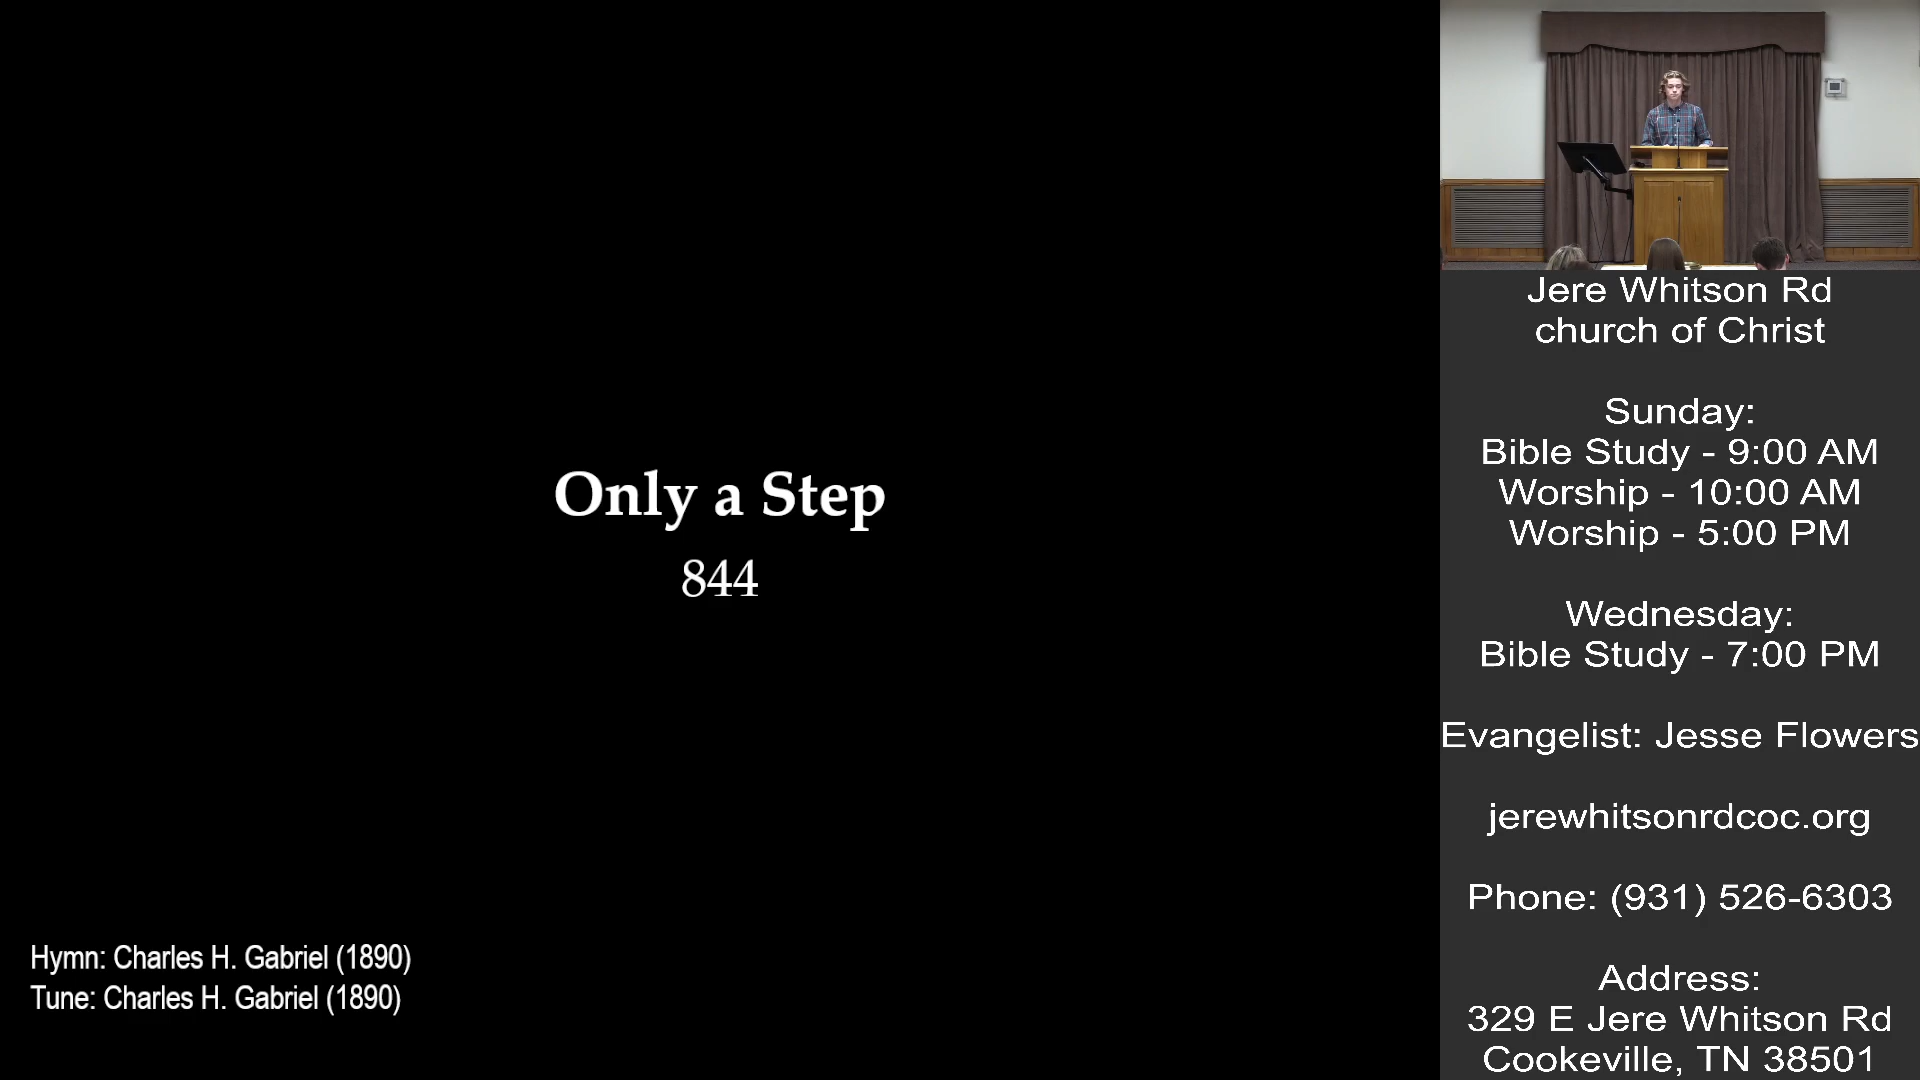 Only a Step
844
Hymn: Charles H. Gabriel (1890)
Tune: Charles H. Gabriel (1890)
Jere Whitson Rd
church of Christ
Sunday:
Bible Study - 9:00 AM
Worship - 10:00 AM
Worship - 5:00 PM
Wednesday:
Bible Study - 7:00 PM
Evangelist: Jesse Flowers
jerewhitsonrdcoc.org
Phone: (931) 526-6303
Address:
329 E Jere Whitson Rd
Cookeville, TN 38501